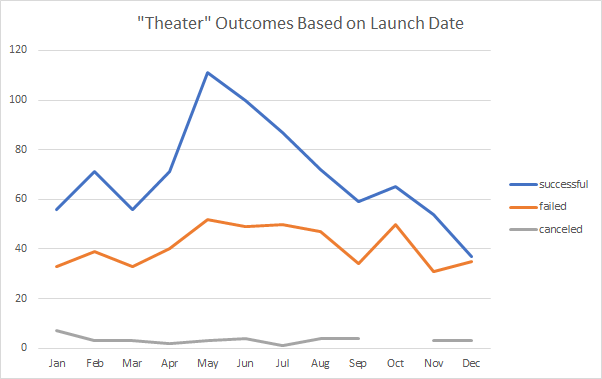 "Theater" Outcomes Based on Launch Date
120
100
80
60
40
20
0
Jan Feb Mar Apr May Jun Jul Aug Sep Oct Nov Dec
successful
failed
canceled